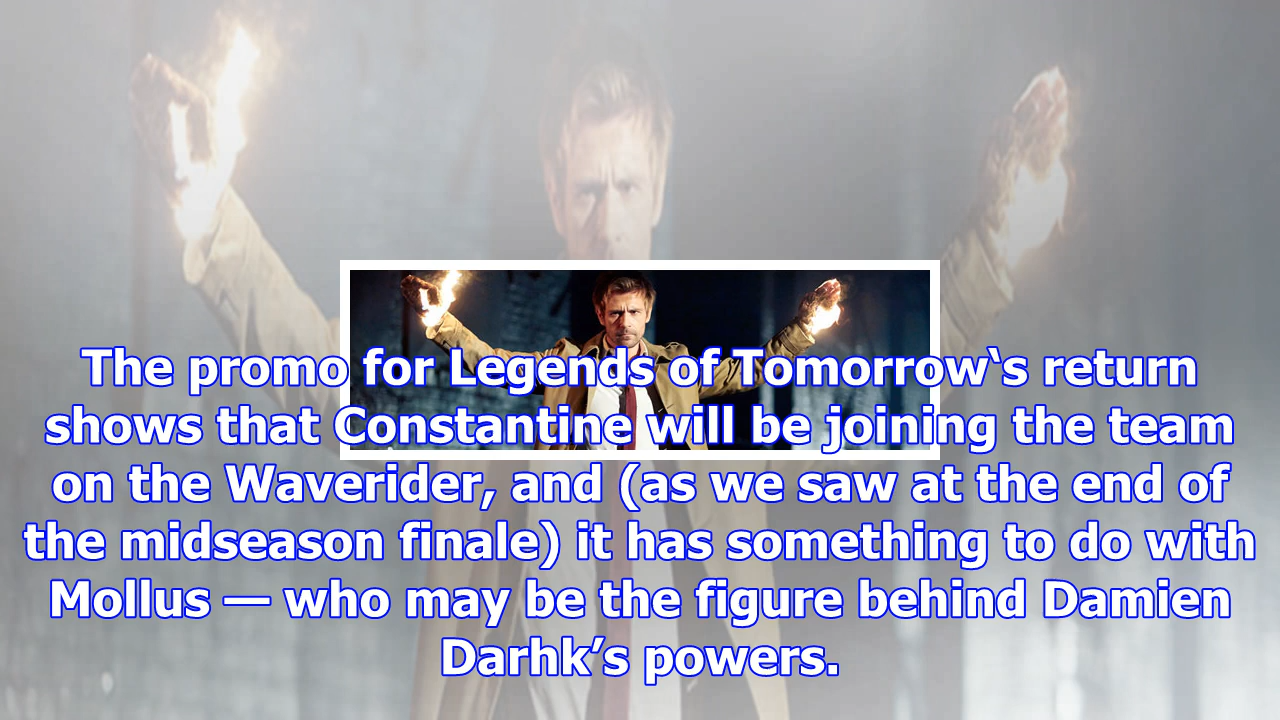 The promo for Legends of Tomorrow‘s return
shows that Constantine will be joining the team
on the Waverider, and (as we saw at the end of
the midseason finale) it has something to do with
Mollus — who may be the figure behind Damien
Darhk’s powers.